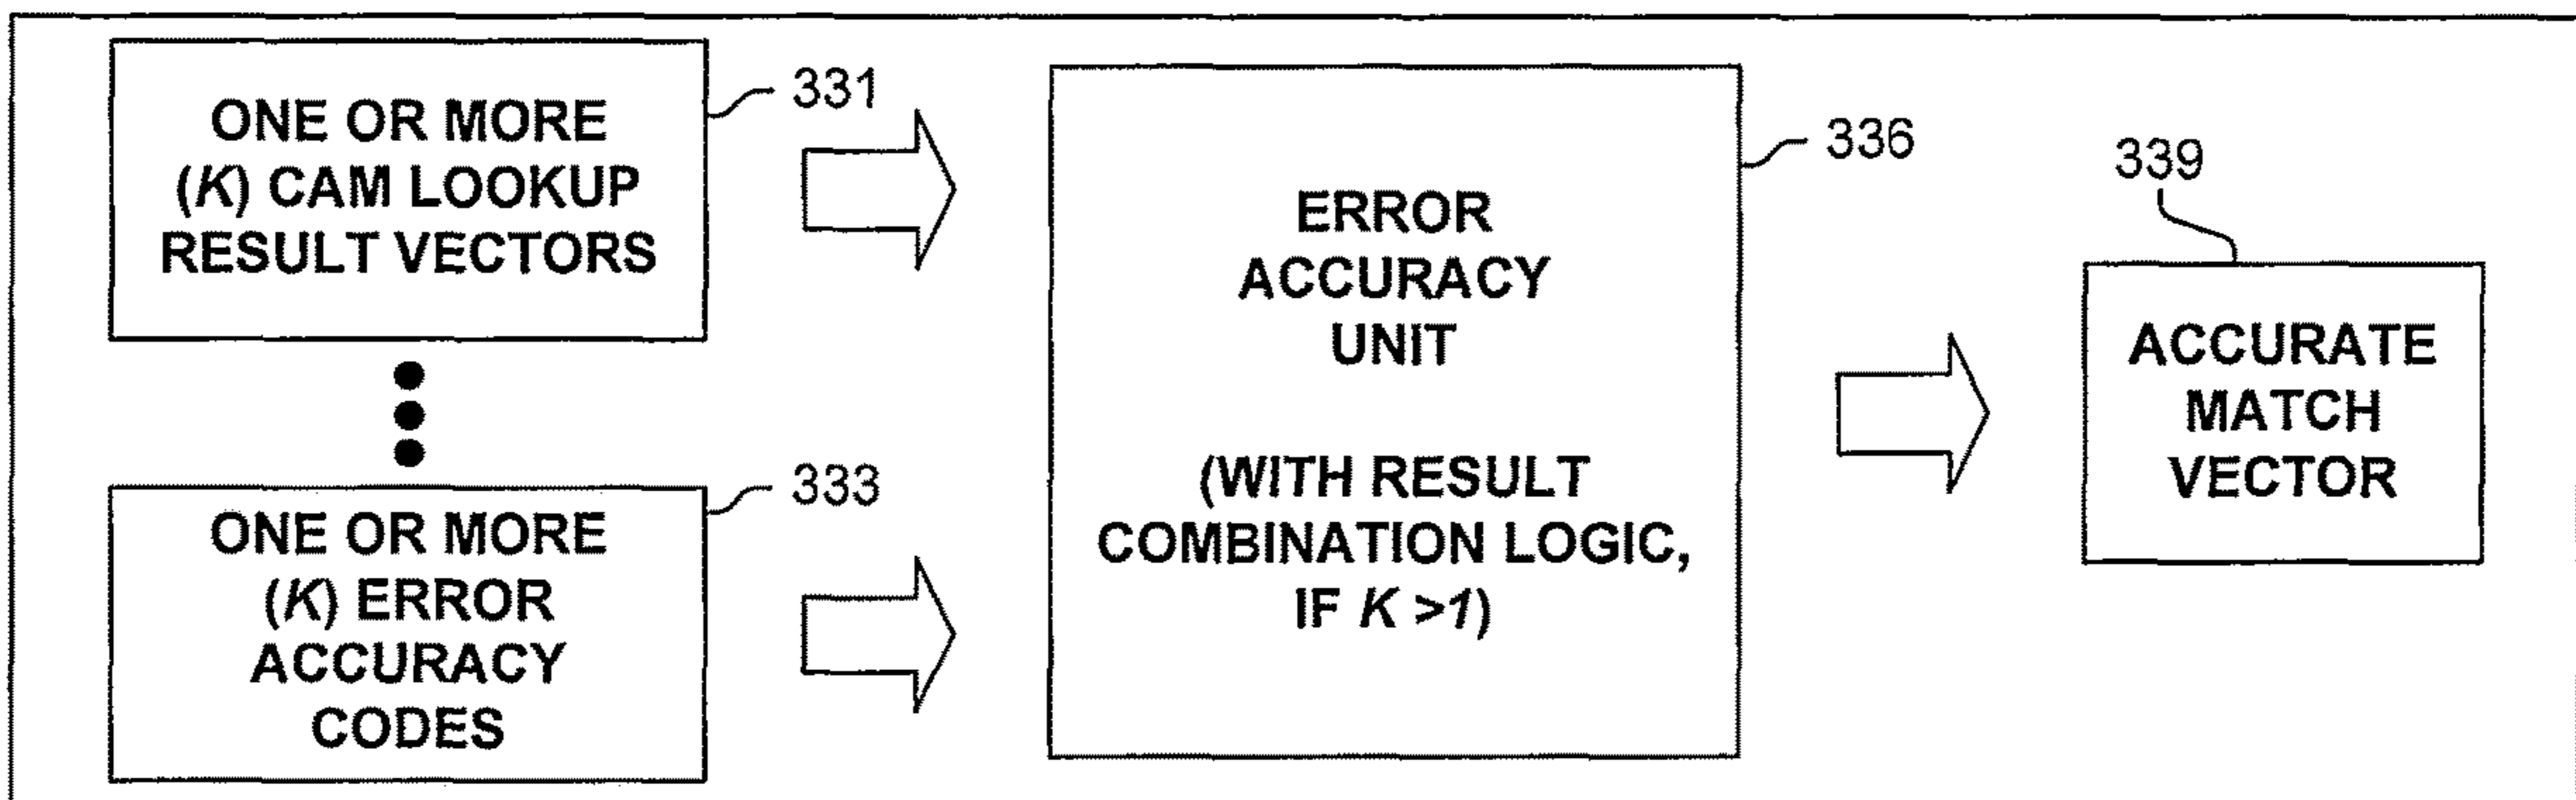 ONE OR MORE
(K) CAM LOOKUP
RESULT VECTORS
331
ONE OR MORE
(K) ERROR
ACCURACY
CODES
333
ERROR
ACCURACY
UNIT
(WITH RESULT
COMBINATION LOGIC,
IF K >1)
336
339
ACCURATE
MATCH
VECTOR